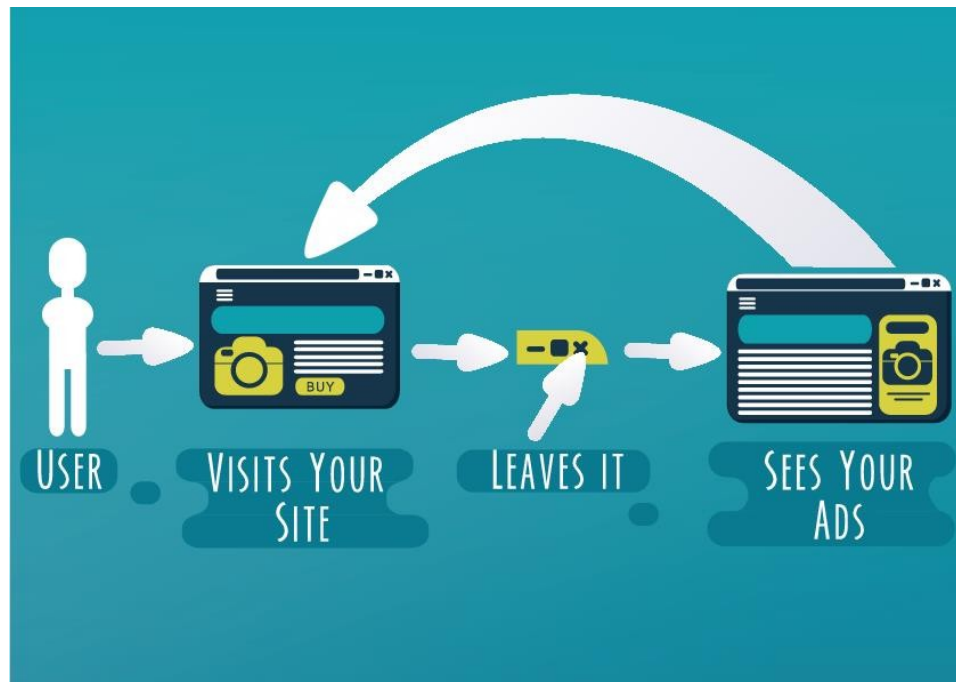 BUY
User
Visits Your
Site
Leaves it
Sees Your
Ads